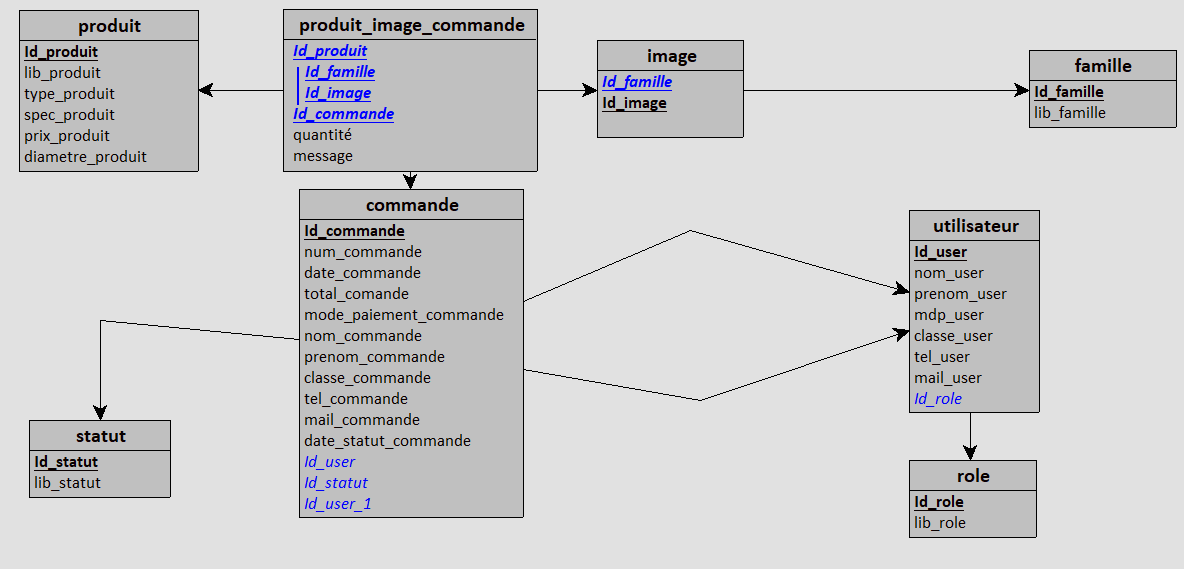 produit
Id_produit
lib_produit
type_produit
spec_produit
prix_produit
diametre_produit
produit_image_commande
Id_produit
Id_famille
Id_image
Id_commande
quantité
message
image
Id_famille
Id_image
famille
Id_famille
lib_famille
commande
Id_commande
num_commande
date_commande
total_comande
mode_paiement_commande
nom_commande
prenom_commande
classe_commande
tel_commande
mail_commande
date_statut_commande
Id_user
Id_statut
Id_user_1
utilisateur
Id_user
nom_user
prenom_user
mdp_user
classe_user
tel_user
mail_user
Id_role
statut
Id_statut
lib_statut
role
Id_role
lib_role